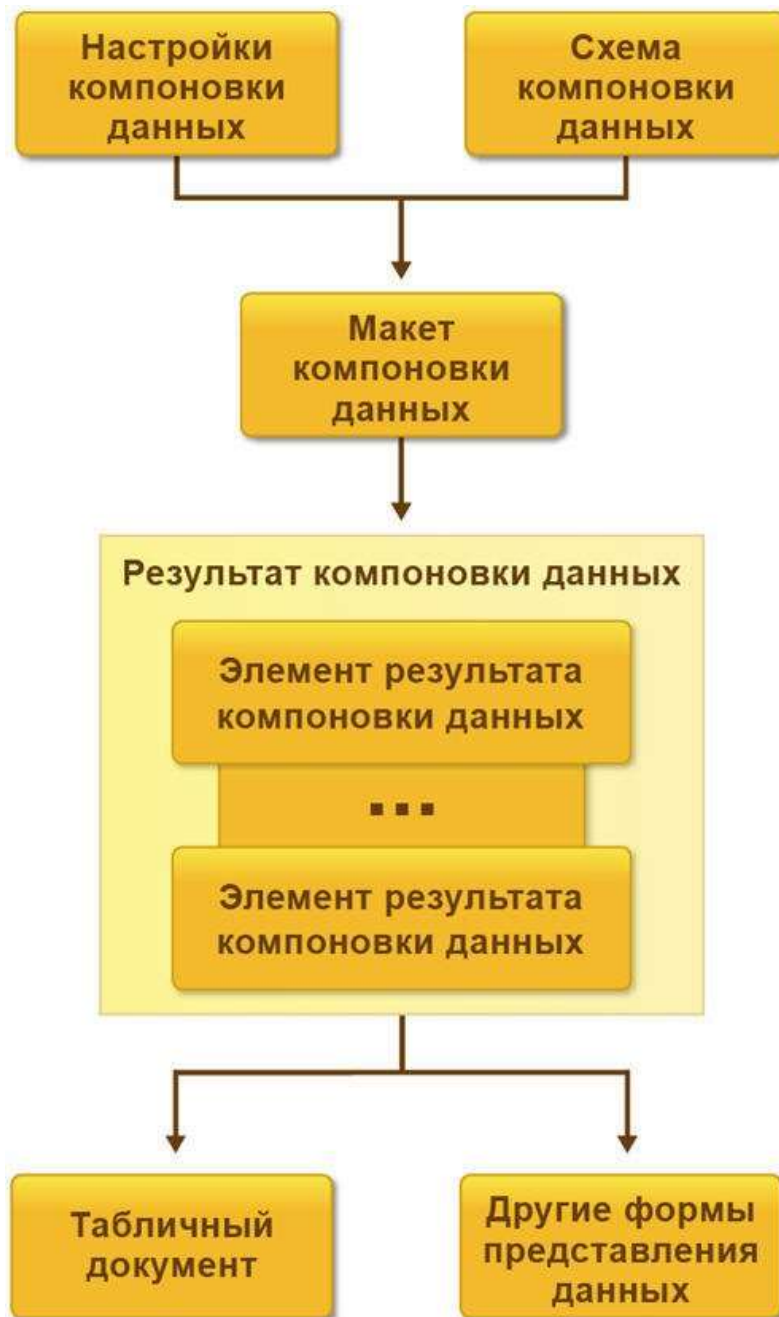 Настройки
компоновки
данных
Схема
компоновки
данных
Макет
компоновки
данных
Результат компоновки данных
Элемент результата
компоновки данных
...
Элемент результата
компоновки данных
Табличный
документ
Другие формы
представления
данных